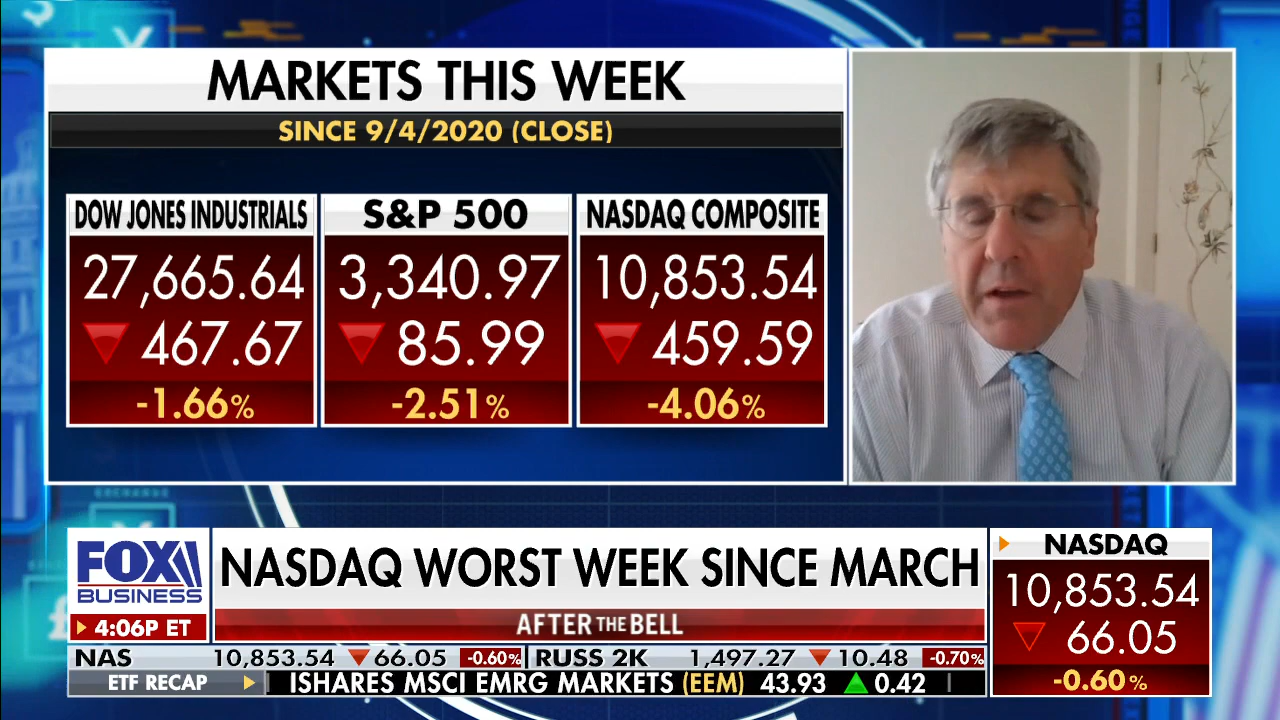 MARKETS THIS WEEK
SINCE 9/4/2020 (CLOSE)
DOW JONES INDUSTRIALS
27,665.64
▼ 467.67
-1.66%
S&P 500
3,340.97
▼ 85.99
-2.51%
NASDAQ COMPOSITE
10,853.54
▼ 459.59
-4.06%
FOX
BUSINESS
4:06P ET
NASDAQ WORST WEEK SINCE MARCH
AFTER THE BELL
NASDAQ
10,853.54
▼ 66.05
-0.60%
NAS 10,853.54 ▼ 66.05 -0.60% RUSS 2K 1,497.27 ▼ 10.48 -0.70%
ETF RECAP ISHARES MSCI EMRG MARKETS (EEM) 43.93 ▲ 0.42